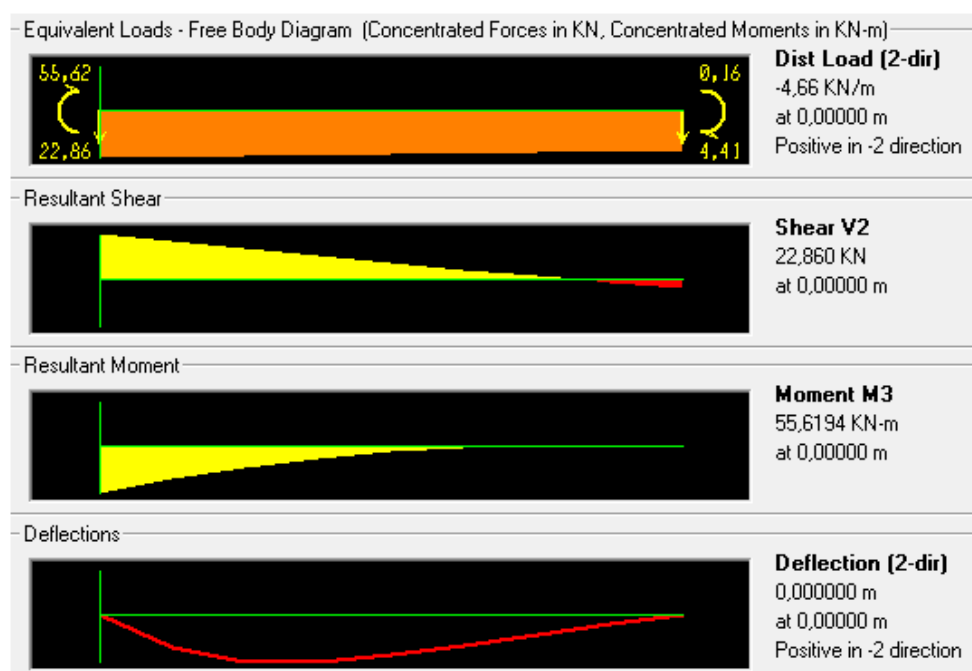 Equivalent Loads - Free Body Diagram (Concentrated Forces in KN, Concentrated Moments in KN-m)
55,62
0,16
22,86
4,41
Dist Load (2-dir)
-4,66 KN/m
at 0,00000 m
Positive in -2 direction
Resultant Shear
Shear V2
22,860 KN
at 0,00000 m
Resultant Moment
Moment M3
55,6194 KN-m
at 0,00000 m
Deflections
Deflection (2-dir)
0,000000 m
at 0,00000 m
Positive in -2 direction